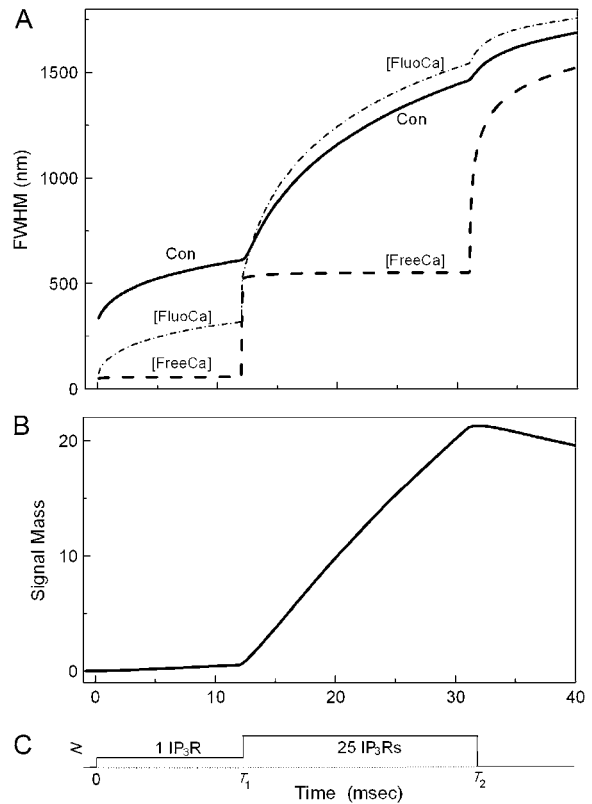 A
[FluoCa]
1500
Con
FWHM (nm)
1000
Con
500
[FreeCa]
[FluoCa]
[FreeCa]
0
B
20
Signal Mass
10
0
0 10 20 30 40
C
N
1 IP₃R 25 IP₃Rs
0 T₁ T₂
Time (msec)